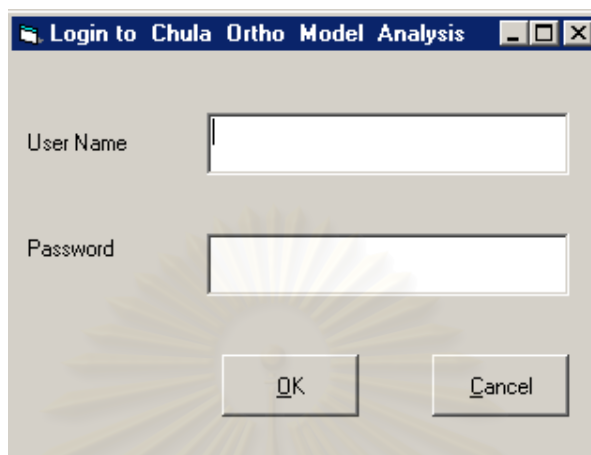 Login to Chula Ortho Model Analysis
User Name
Password
OK
Cancel